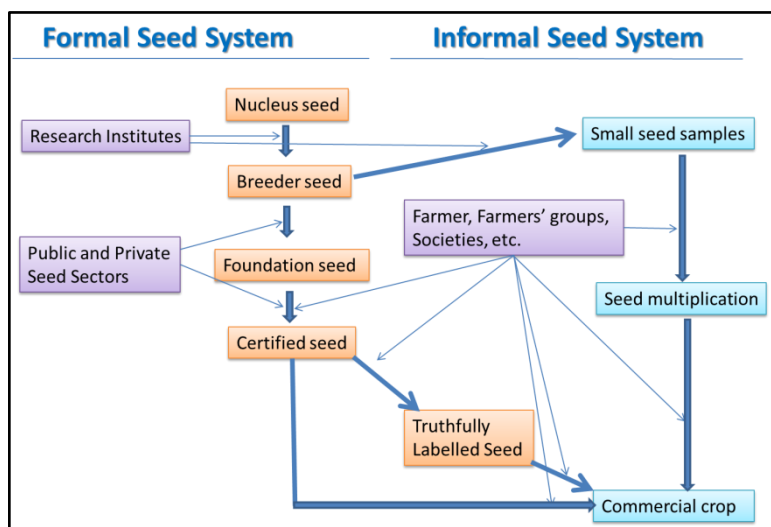 Formal Seed System
Informal Seed System
Nucleus seed
Research Institutes
Small seed samples
Breeder seed
Farmer, Farmers' groups,
Societies, etc.
Public and Private
Seed Sectors
Foundation seed
Seed multiplication
Certified seed
Truthfully
Labelled Seed
Commercial crop